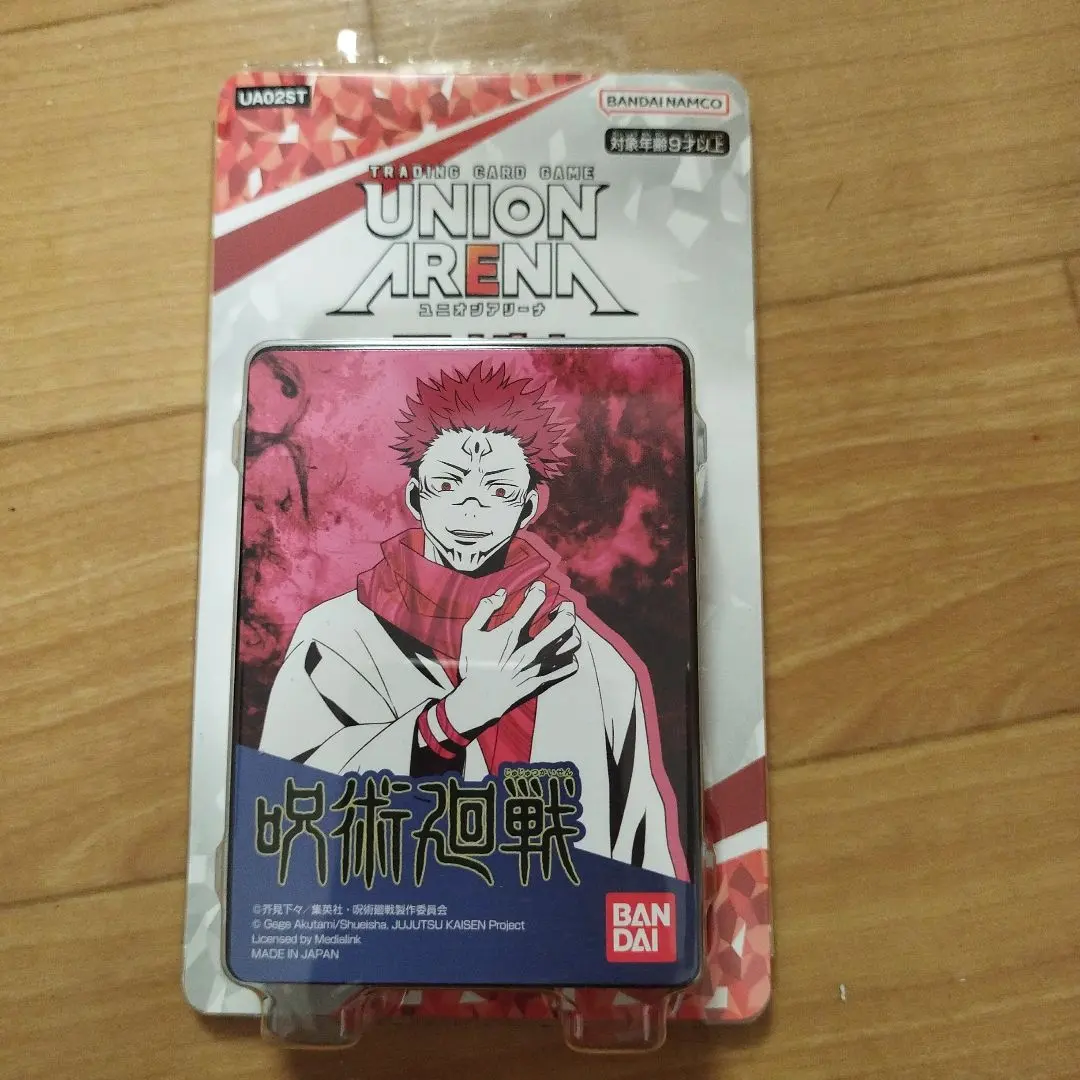 UA02ST
BANDAI NAMCO
対象年齢9才以上
TRADING CARD GAME
UNION
ARENA
ユニオンアリーナ
じゅじゅつかいせん
呪術廻戦
©芥見下々/集英社・呪術廻戦製作委員会
© Gege Akutami/Shueisha, JUJUTSU KAISEN Project
Licensed by Medialink
MADE IN JAPAN
BAN
DAI